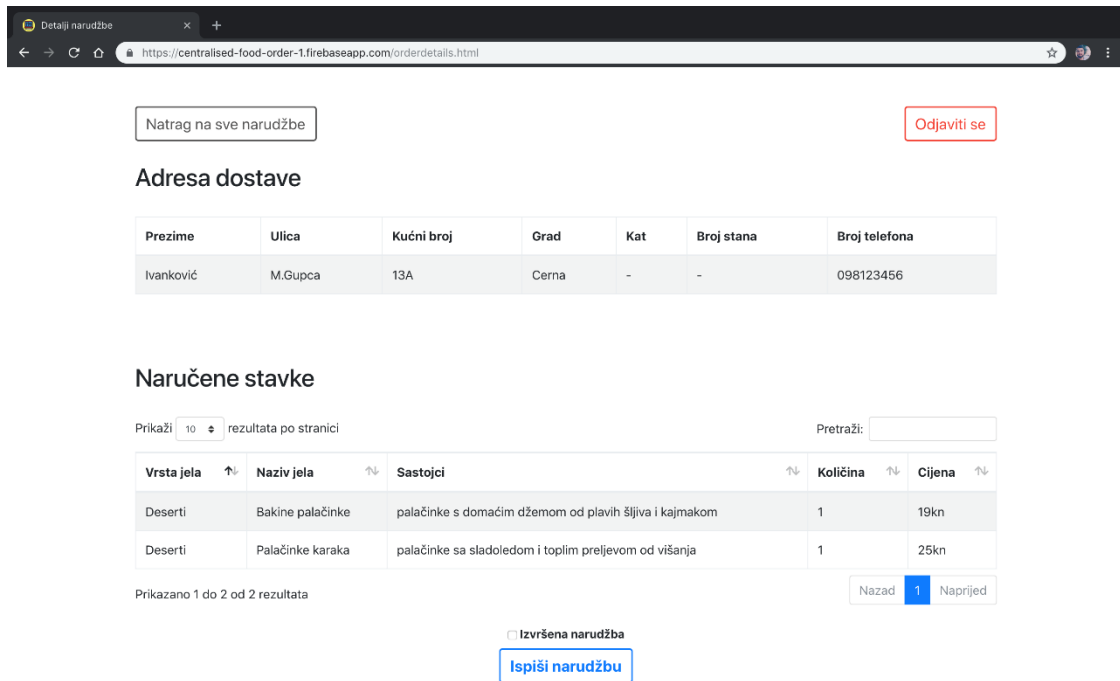 Detalji narudžbe
https://centralised-food-order-1.firebaseapp.com/orderdetails.html
Natrag na sve narudžbe Odjaviti se
Adresa dostave
Prezime Ulica Kućni broj Grad Kat Broj stana Broj telefona
Ivanković M.Gupca 13A Cerna - - 098123456
Naručene stavke
Prikaži 10 rezultata po stranici Pretraži:
Vrsta jela Naziv jela Sastojci Količina Cijena
Deserti Bakine palačinke palačinke s domaćim džemom od plavih šljiva i kajmakom 1 19kn
Deserti Palačinke karaka palačinke sa sladoledom i toplim preljevom od višanja 1 25kn
Prikazano 1 do 2 od 2 rezultata Nazad 1 Naprijed
Izvršena narudžba
Ispiši narudžbu